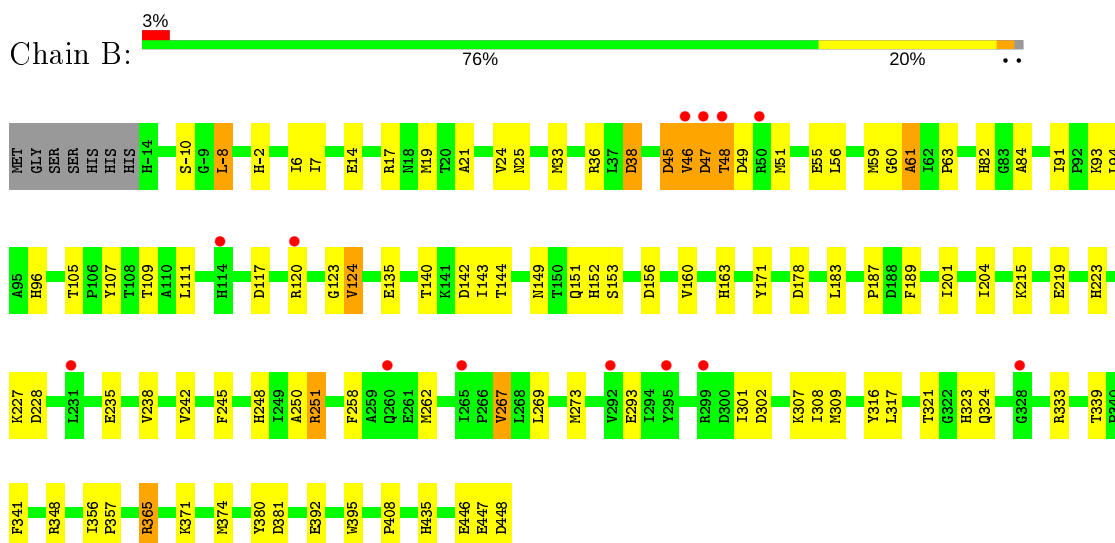 3%
Chain B:
76% 20% • •
MET GLY SER SER HIS HIS HIS H-14 S-10 G-9 L-8 H-2 I6 I7 E14 R17 N18 M19 T20 A21 V24 N25 M33 R36 L37 D38 D45 V46 D47 T48 D49 R50 M51 E55 L56 M59 G60 A61 I62 P63 H82 G83 A84 I91 P92 K93 L94
A95 H96 T105 P106 Y107 T108 T109 A110 L111 H114 D117 R120 G123 V124 E135 T140 K141 D142 I143 T144 N149 T150 Q151 H152 S153 D156 V160 H163 Y171 D178 L183 P187 D188 F189 I201 I204 K215 E219 H223
K227 D228 L231 E235 V238 V242 F245 H248 I249 A250 R251 F258 A259 Q260 E261 M262 I265 P266 V267 L268 L269 M273 V292 E293 I294 Y295 R299 D300 I301 D302 K307 I308 M309 Y316 L317 T321 G322 H323 Q324 G328 R333 T339 P340
F341 R348 I356 P357 R365 K371 M374 Y380 D381 E392 W395 P408 H435 E446 E447 D448